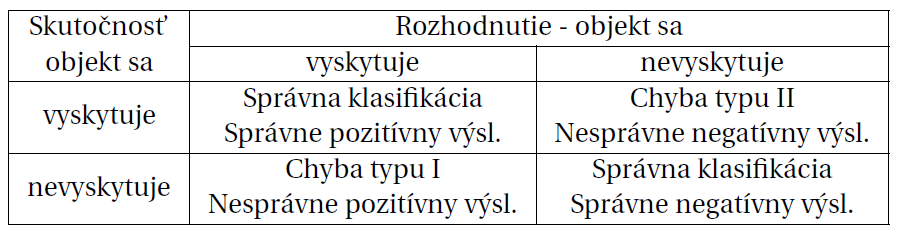 Skutočnosť
objekt sa
Rozhodnutie - objekt sa
vyskytuje
nevyskytuje
vyskytuje
Správna klasifikácia
Správne pozitívny výsl.
Chyba typu II
Nesprávne negatívny výsl.
nevyskytuje
Chyba typu I
Nesprávne pozitívny výsl.
Správna klasifikácia
Správne negatívny výsl.